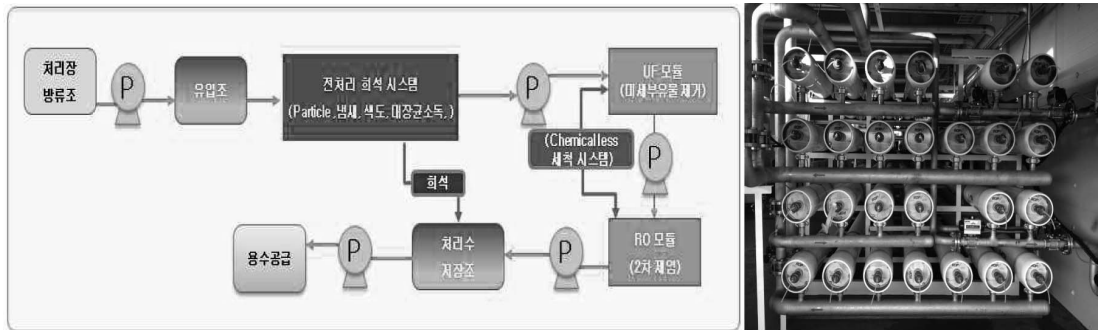 처리장
방류조
P
유입조
전처리 희석 시스템
(Particle ,냄새, 색도, 대장균소독, )
P
UF 모듈
(미세부유물 제거)
(Chemical less
세척 시스템)
P
희석
RO 모듈
(2차 제염)
P
처리수
저장조
P
용수공급